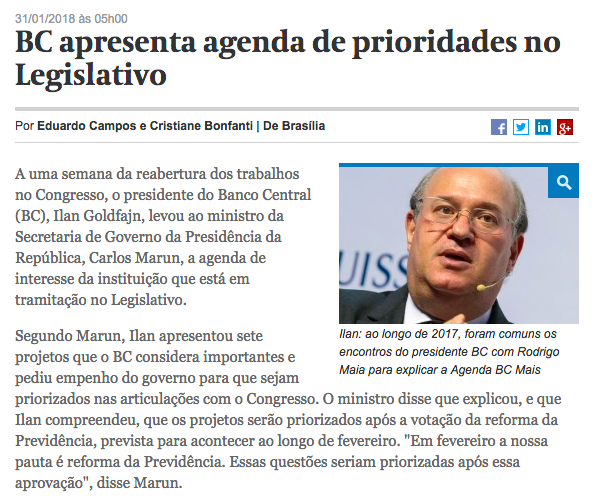 31/01/2018 às 05h00
BC apresenta agenda de prioridades no
Legislativo
Por Eduardo Campos e Cristiane Bonfanti | De Brasília
f
in
g+
A uma semana da reabertura dos trabalhos
no Congresso, o presidente do Banco Central
(BC), Ilan Goldfajn, levou ao ministro da
Secretaria de Governo da Presidência da
República, Carlos Marun, a agenda de
interesse da instituição que está em
tramitação no Legislativo.
UISS
Ilan: ao longo de 2017, foram comuns os
encontros do presidente BC com Rodrigo
Maia para explicar a Agenda BC Mais
Segundo Marun, Ilan apresentou sete
projetos que o BC considera importantes e
pediu empenho do governo para que sejam
priorizados nas articulações com o Congresso. O ministro disse que explicou, e que
Ilan compreendeu, que os projetos serão priorizados após a votação da reforma da
Previdência, prevista para acontecer ao longo de fevereiro. "Em fevereiro a nossa
pauta é reforma da Previdência. Essas questões seriam priorizadas após essa
aprovação", disse Marun.